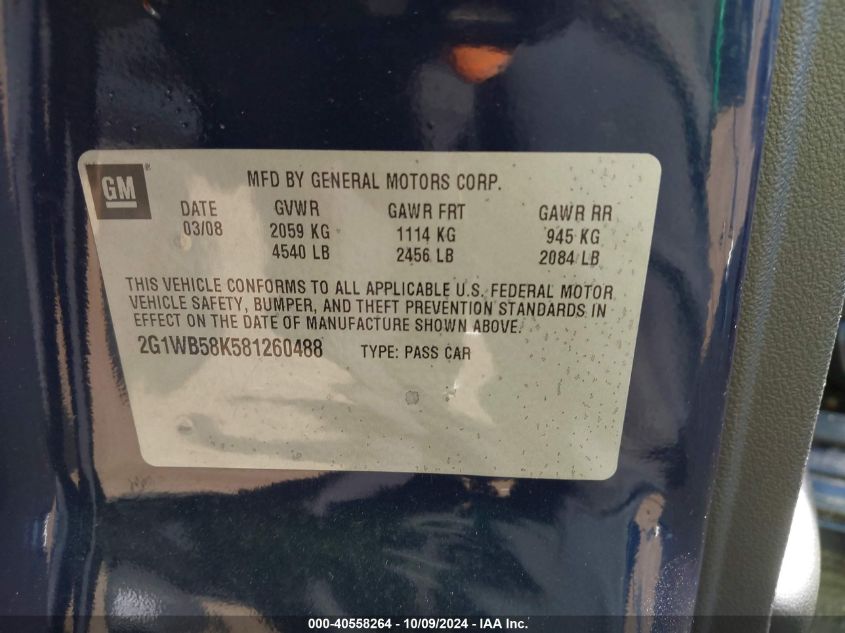 GM
MFD BY GENERAL MOTORS CORP.
DATE GVWR GAWR FRT GAWR RR
03/08 2059 KG 1114 KG 945 KG
4540 LB 2456 LB 2084 LB
THIS VEHICLE CONFORMS TO ALL APPLICABLE U.S. FEDERAL MOTOR
VEHICLE SAFETY, BUMPER, AND THEFT PREVENTION STANDARDS IN
EFFECT ON THE DATE OF MANUFACTURE SHOWN ABOVE.
2G1WB58K581260488 TYPE: PASS CAR
000-40558264 - 10/09/2024 - IAA Inc.